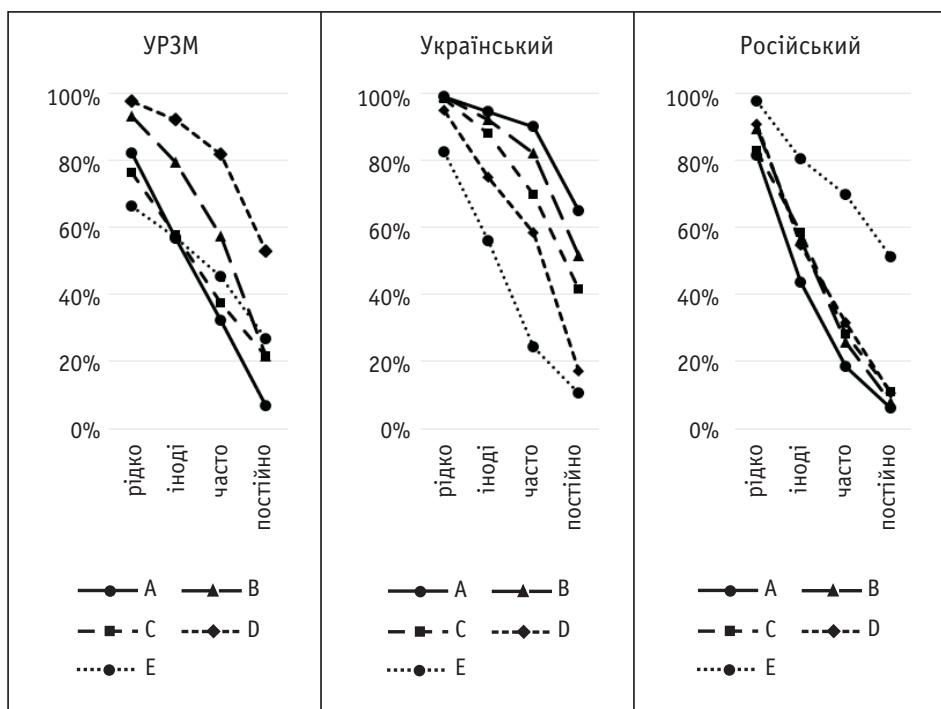 УРЗМ
100%
80%
60%
40%
20%
0%
рідко
іноді
часто
постійно
A B
C D
E
Український
100%
80%
60%
40%
20%
0%
рідко
іноді
часто
постійно
A B
C D
E
Російський
100%
80%
60%
40%
20%
0%
рідко
іноді
часто
постійно
A B
C D
E